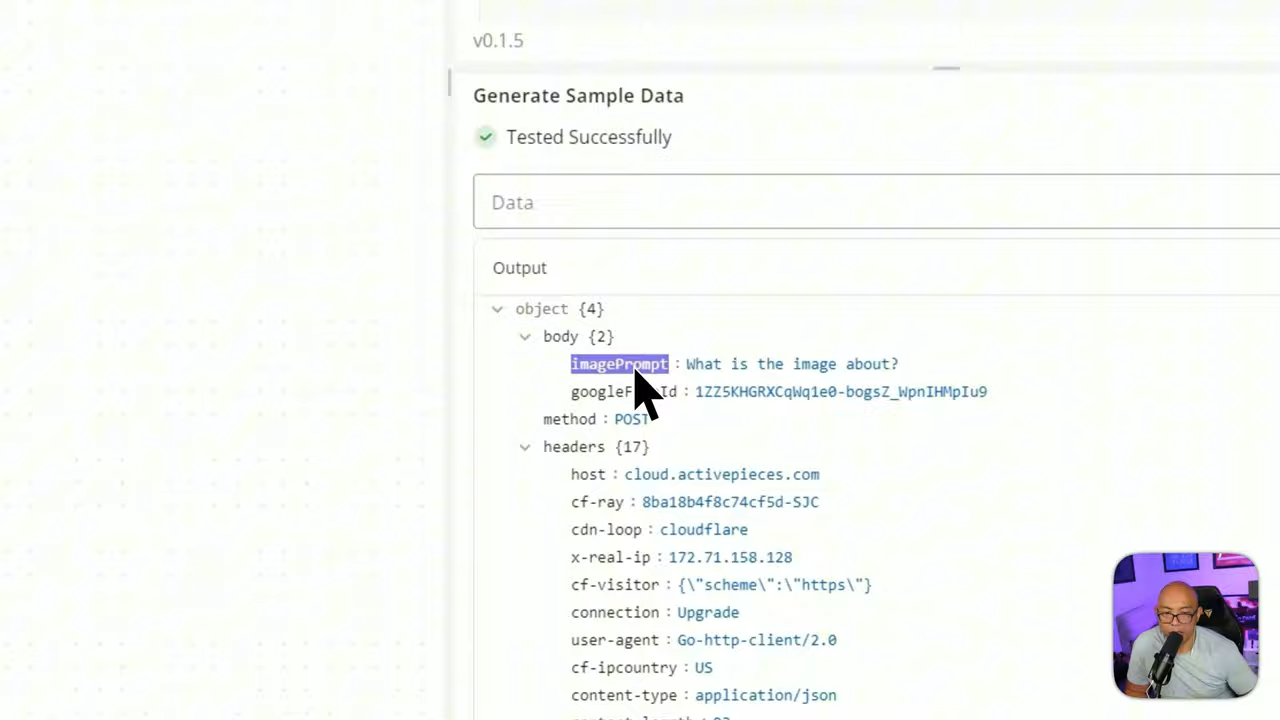 v0.1.5
Generate Sample Data
Tested Successfully
Data
Output
object {4}
body {2}
imagePrompt : What is the image about?
googleF Id : 1ZZ5KHGRXCqWq1e0-bogsZ_WpnIHMpIu9
method : POST
headers {17}
host : cloud.activepieces.com
cf-ray : 8ba18b4f8c74cf5d-SJC
cdn-loop : cloudflare
x-real-ip : 172.71.158.128
cf-visitor : {\"scheme\":\"https\"}
connection : Upgrade
user-agent : Go-http-client/2.0
cf-ipcountry : US
content-type : application/json